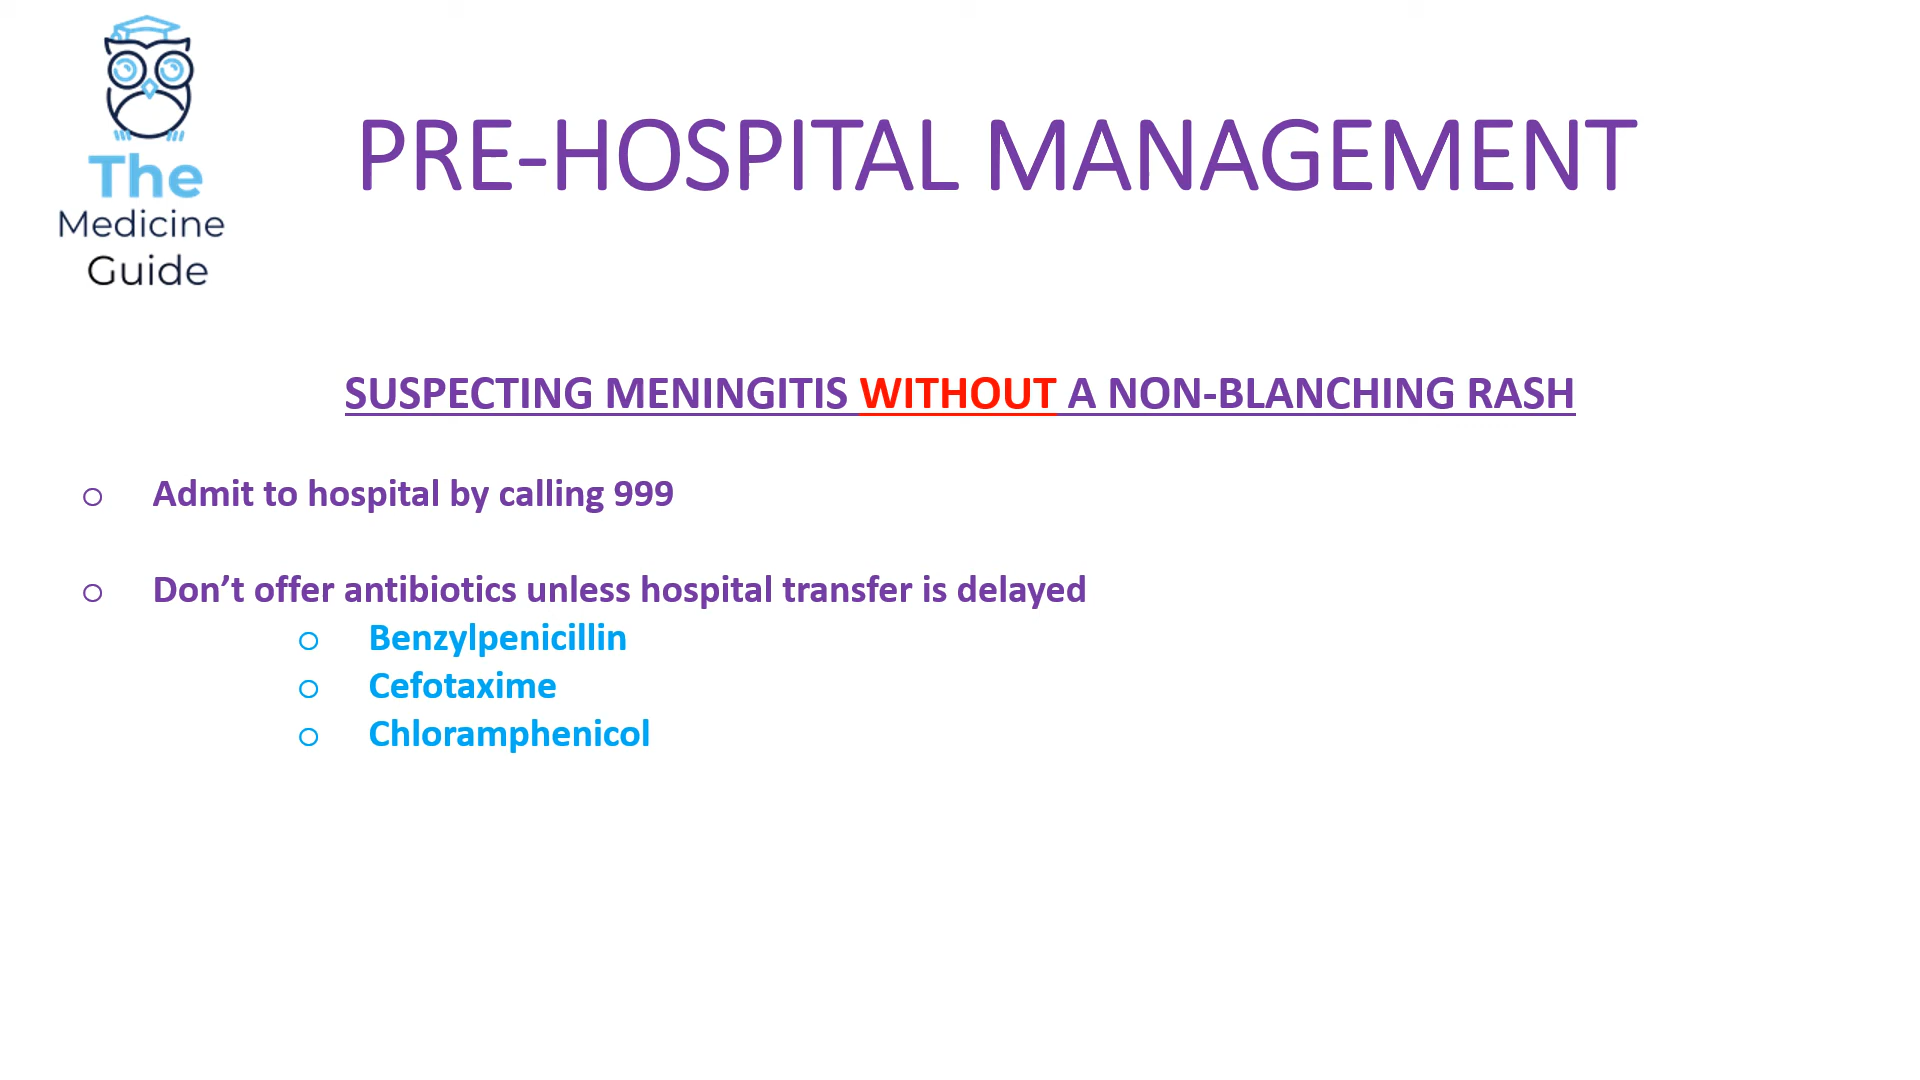 The
Medicine
Guide
PRE-HOSPITAL MANAGEMENT
SUSPECTING MENINGITIS WITHOUT A NON-BLANCHING RASH
Admit to hospital by calling 999
Don’t offer antibiotics unless hospital transfer is delayed
Benzylpenicillin
Cefotaxime
Chloramphenicol